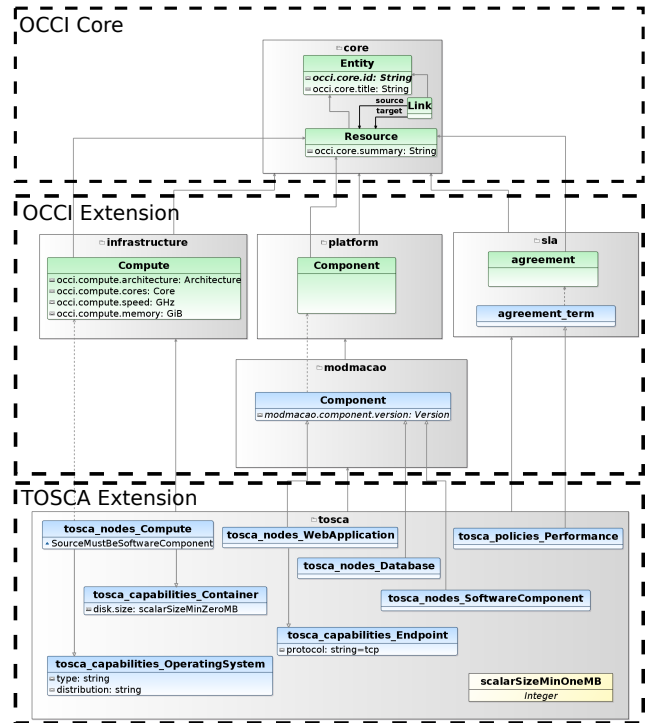 OCCI Core
core
Entity
occi.core.id: String
occi.core.title: String
source
target
Link
Resource
occi.core.summary: String
OCCI Extension
infrastructure
Compute
occi.compute.architecture: Architecture
occi.compute.cores: Core
occi.compute.speed: GHz
occi.compute.memory: GiB
platform
Component
sla
agreement
agreement_term
modmacao
Component
modmacao.component.version: Version
TOSCA Extension
tosca
tosca_nodes_Compute
SourceMustBeSoftwareComponent
tosca_nodes_WebApplication
tosca_policies_Performance
tosca_nodes_Database
tosca_capabilities_Container
disk.size: scalarSizeMinZeroMB
tosca_nodes_SoftwareComponent
tosca_capabilities_Endpoint
protocol: string=tcp
tosca_capabilities_OperatingSystem
type: string
distribution: string
scalarSizeMinOneMB
Integer